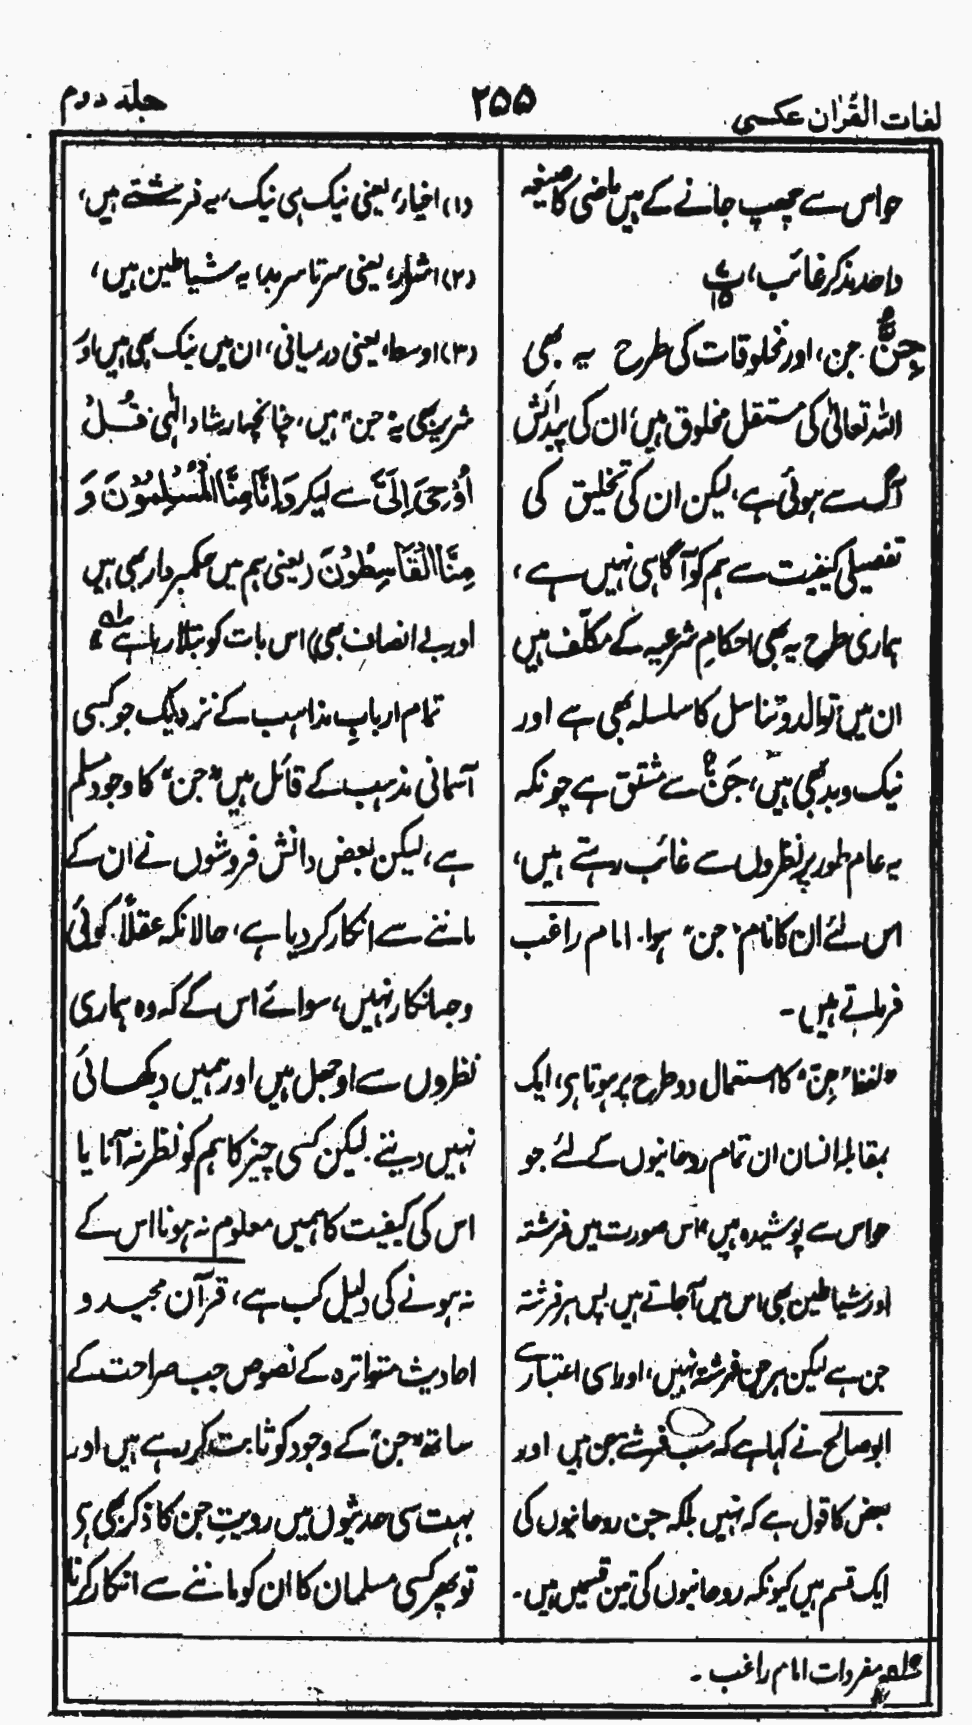 لغات القُرٰان عکسی
۲۵۵
جلد دوم
حواس سے چھپ جانے کے ہیں ماضی کا صیغہ
واحد مذکر غائب، پ ۷ ۱۵
جِنٌّ جن، اور مخلوقات کی طرح یہ بھی
اللہ تعالیٰ کی مستقل مخلوق ہیں، ان کی پیدائش
آگ سے ہوئی ہے، لیکن ان کی تخلیق کی
تفصیلی کیفیت سے ہم کو آگاہی نہیں ہے،
ہماری طرح یہ بھی احکامِ شرعیہ کے مکلّف ہیں
ان میں توالد و تناسل کا سلسلہ بھی ہے اور
نیک و بد بھی ہیں، جَنٌّ سے مشتق ہے چونکہ
یہ عام طور پر نظروں سے غائب رہتے ہیں،
اس لئے ان کا نام "جن" ہوا. امام راغب
فرماتے ہیں ۔
"لفظ "جِنّ" کا استعمال دو طرح پر ہوتا ہی، ایک
بمقابلہ انسان ان تمام روحانیوں کے لئے جو
حواس سے پوشیدہ ہیں" اس صورت میں فرشتہ
اور شیاطین بھی اس میں آجاتے ہیں. پس ہر فرشتہ
جن ہے لیکن ہر جن فرشتہ نہیں، اور اسی اعتبار سے
ابو صالح نے کہا ہے کہ سب فرشتے جن ہیں اور
بعض کا قول ہے کہ نہیں بلکہ جن روحانیوں کی
ایک قسم ہیں کیونکہ روحانیوں کی تین قسمیں ہیں۔
(۱) اخیار، یعنی نیک ہی نیک، یہ فرشتے ہیں،
(۲) اشرار، یعنی سرتا سر بد، یہ شیاطین ہیں،
(۳) اوسط، یعنی درمیانی، ان میں نیک بھی ہیں اور
شریر بھی یہ "جن" ہیں، چنانچہ ارشاد الٰہی قُلْ
اُوْحِیَ اِلَیَّ سے لیکر وَاِنَّا مِنَّا الْمُسْلِمُوْنَ وَ
مِنَّا الْقَاسِطُوْنَ (یعنی ہم میں حکمبردار بھی ہیں
اور بے انصاف بھی) اس بات کو بتلا رہا ہے"
تمام اربابِ مذاہب کے نزدیک جو کسی
آسمانی مذہب کے قائل ہیں "جن" کا وجود مسلم
ہے، لیکن بعض دانش فروشوں نے ان کے
ماننے سے انکار کر دیا ہے، حالانکہ عقلاً کوئی
وجہ انکار نہیں، سوائے اس کے کہ وہ ہماری
نظروں سے اوجھل ہیں اور ہمیں دکھائی
نہیں دیتے. لیکن کسی چیز کا ہم کو نظر نہ آنا یا
اس کی کیفیت کا ہمیں معلوم نہ ہونا اس کے
نہ ہونے کی دلیل کب ہے، قرآن مجید و
احادیث متواترہ کے نصوص جب صراحت کے
ساتھ "جن" کے وجود کو ثابت کر رہے ہیں اور
بہت سی حدیثوں میں رویتِ جن کا ذکر بھی ہی
تو پھر کسی مسلمان کا ان کو ماننے سے انکار کرنا
مفردات امام راغب ۔